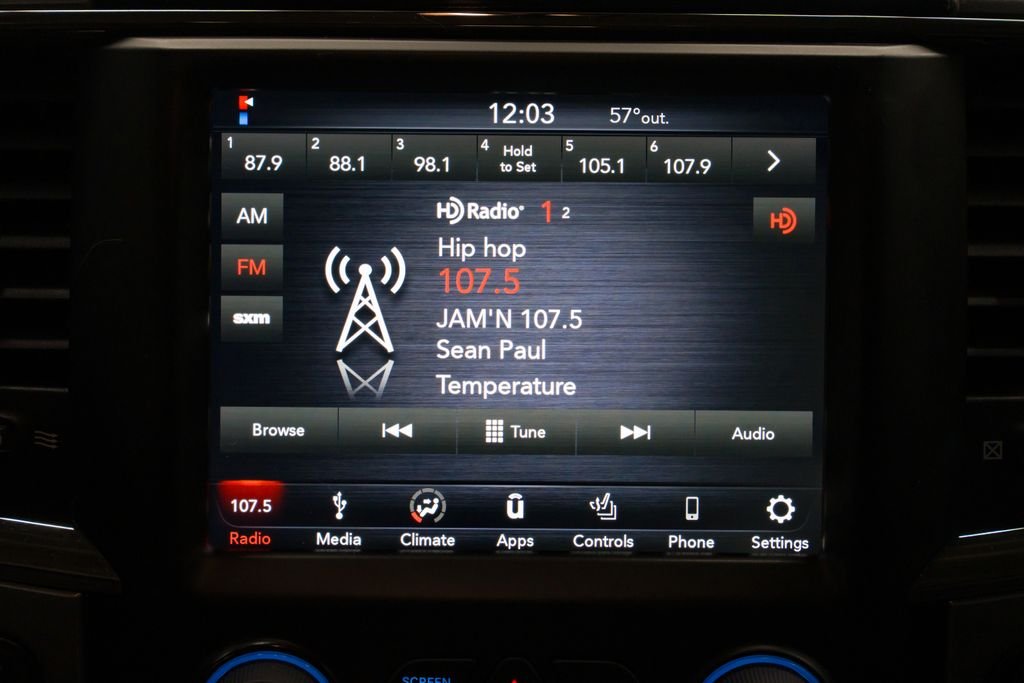 12:03 57°out.
1 87.9 2 88.1 3 98.1 4 Hold to Set 5 105.1 6 107.9
AM
FM
sxm
HD Radio® 1 2
HD
Hip hop
107.5
JAM'N 107.5
Sean Paul
Temperature
Browse Tune Audio
107.5
Radio Media Climate Apps Controls Phone Settings
SCREEN